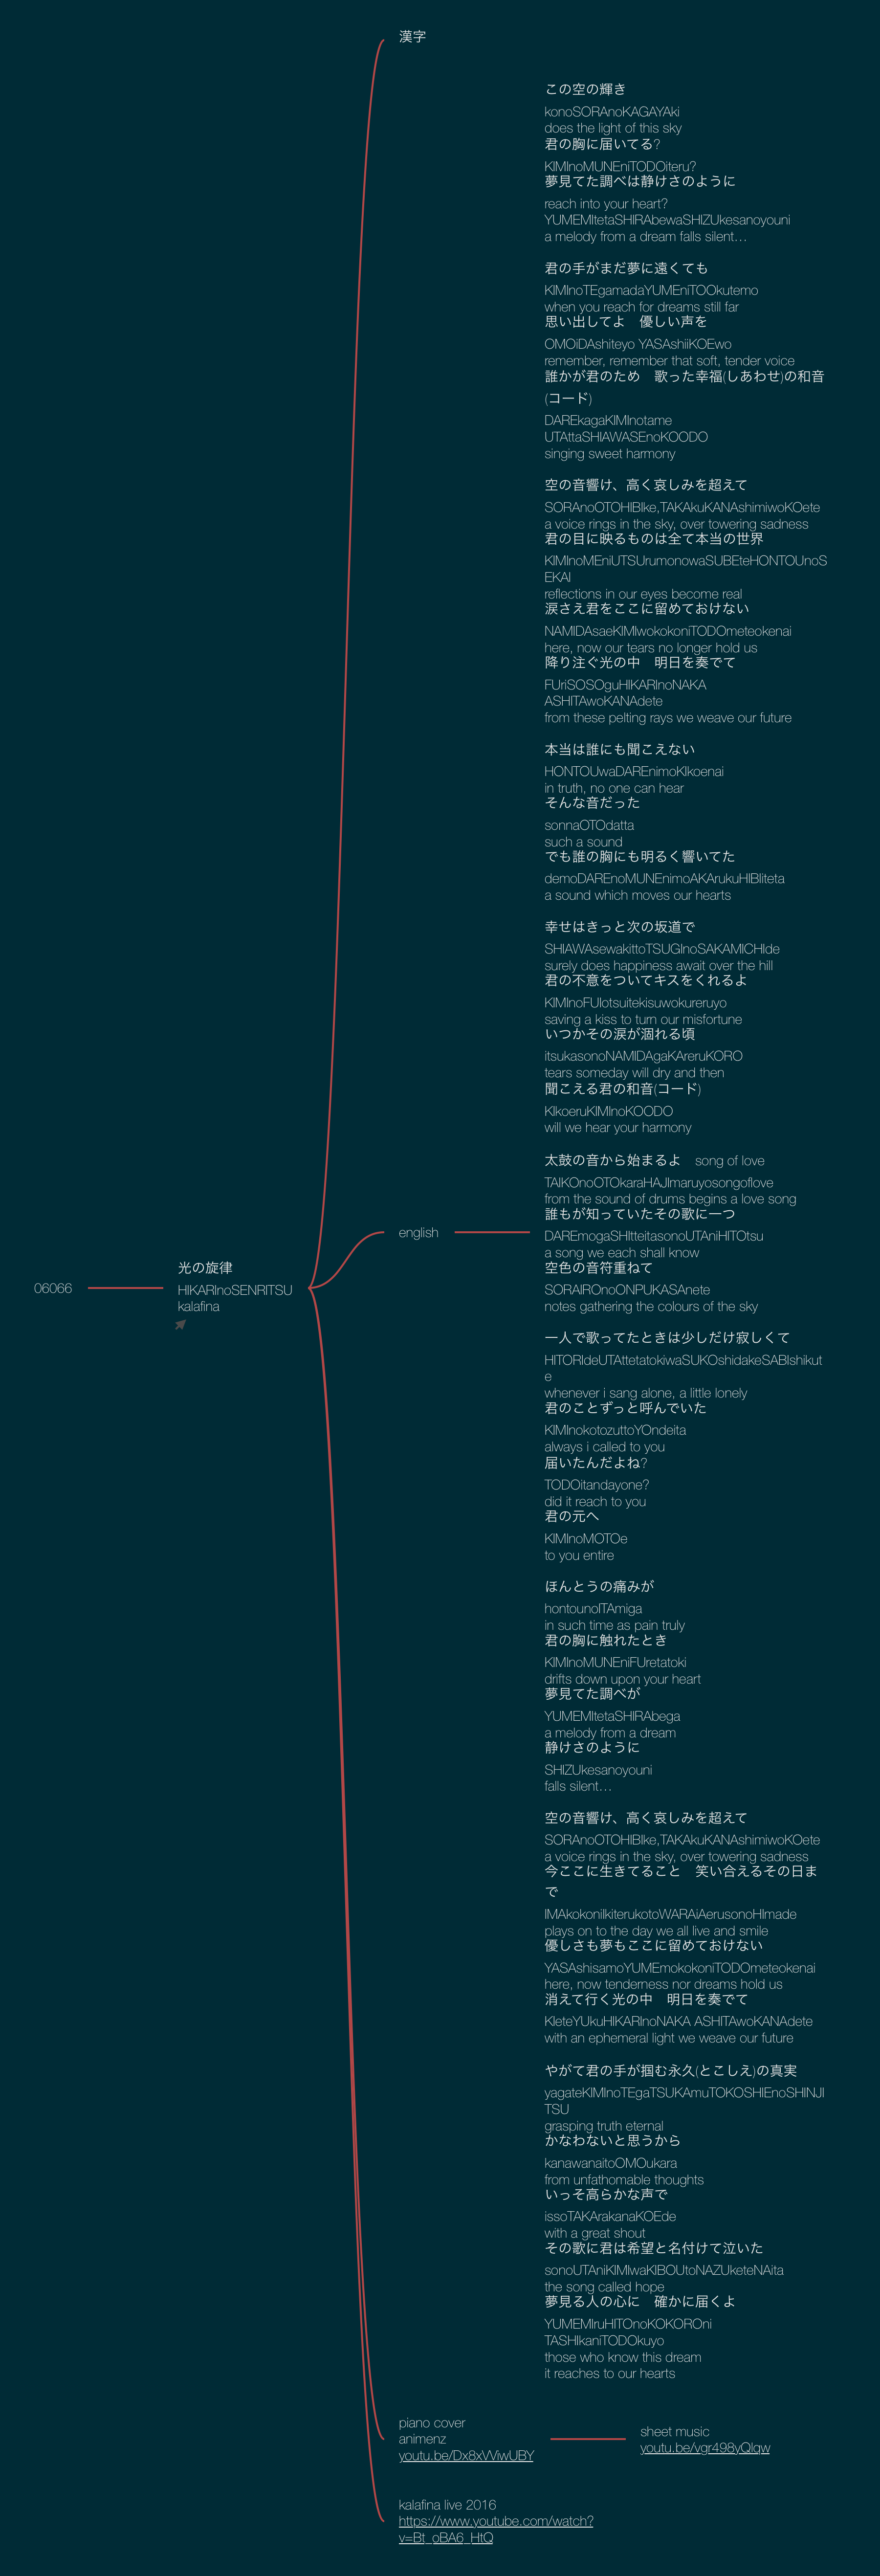 漢字
この空の輝き
konoSORAnoKAGAYAki
does the light of this sky
君の胸に届いてる?
KIMInoMUNEniTODOiteru?
夢見てた調べは静けさのように
reach into your heart?
YUMEMItetaSHIRAbewaSHIZUkesanoyouni
a melody from a dream falls silent…
君の手がまだ夢に遠くても
KIMInoTEgamadaYUMEniTOOkutemo
when you reach for dreams still far
思い出してよ　優しい声を
OMOiDAshiteyo YASAshiiKOEwo
remember, remember that soft, tender voice
誰かが君のため　歌った幸福(しあわせ)の和音
(コード)
DAREkagaKIMInotame
UTAttaSHIAWASEnoKOODO
singing sweet harmony
空の音響け、高く哀しみを超えて
SORAnoOTOHIBIke,TAKAkuKANAshimiwoKOete
a voice rings in the sky, over towering sadness
君の目に映るものは全て本当の世界
KIMInoMEniUTSUrumonowaSUBEteHONTOUnoS
EKAI
reflections in our eyes become real
涙さえ君をここに留めておけない
NAMIDAsaeKIMIwokokoniTODOmeteokenai
here, now our tears no longer hold us
降り注ぐ光の中　明日を奏でて
FUriSOSOguHIKARInoNAKA
ASHITAwoKANAdete
from these pelting rays we weave our future
本当は誰にも聞こえない
HONTOUwaDAREnimoKIkoenai
in truth, no one can hear
そんな音だった
sonnaOTOdatta
such a sound
でも誰の胸にも明るく響いてた
demoDAREnoMUNEnimoAKArukuHIBIiteta
a sound which moves our hearts
幸せはきっと次の坂道で
SHIAWAsewakittoTSUGInoSAKAMICHIde
surely does happiness await over the hill
君の不意をついてキスをくれるよ
KIMInoFUIotsuitekisuwokureruyo
saving a kiss to turn our misfortune
いつかその涙が涸れる頃
itsukasonoNAMIDAgaKAreruKORO
tears someday will dry and then
聞こえる君の和音(コード)
KIkoeruKIMInoKOODO
will we hear your harmony
太鼓の音から始まるよ　song of love
TAIKOnoOTOkaraHAJImaruyosongoflove
from the sound of drums begins a love song
誰もが知っていたその歌に一つ
DAREmogaSHItteitasonoUTAniHITOtsu
a song we each shall know
空色の音符重ねて
SORAIROnoONPUKASAnete
notes gathering the colours of the sky
一人で歌ってたときは少しだけ寂しくて
HITORIdeUTAttetatokiwaSUKOshidakeSABIshikut
e
whenever i sang alone, a little lonely
君のことずっと呼んでいた
KIMInokotozuttoYOndeita
always i called to you
届いたんだよね?
TODOitandayone?
did it reach to you
君の元へ
KIMInoMOTOe
to you entire
ほんとうの痛みが
hontounoITAmiga
in such time as pain truly
君の胸に触れたとき
KIMInoMUNEniFUretatoki
drifts down upon your heart
夢見てた調べが
YUMEMItetaSHIRAbega
a melody from a dream
静けさのように
SHIZUkesanoyouni
falls silent…
空の音響け、高く哀しみを超えて
SORAnoOTOHIBIke,TAKAkuKANAshimiwoKOete
a voice rings in the sky, over towering sadness
今ここに生きてること　笑い合えるその日ま
で
IMAkokoniIkiterukotoWARAiAerusonoHImade
plays on to the day we all live and smile
優しさも夢もここに留めておけない
YASAshisamoYUMEmokokoniTODOmeteokenai
here, now tenderness nor dreams hold us
消えて行く光の中　明日を奏でて
KIeteYUkuHIKARInoNAKA ASHITAwoKANAdete
with an ephemeral light we weave our future
やがて君の手が掴む永久(とこしえ)の真実
yagateKIMInoTEgaTSUKAmuTOKOSHIEnoSHINJI
TSU
grasping truth eternal
かなわないと思うから
kanawanaitoOMOukara
from unfathomable thoughts
いっそ高らかな声で
issoTAKArakanaKOEde
with a great shout
その歌に君は希望と名付けて泣いた
sonoUTAniKIMIwaKIBOUtoNAZUketeNAita
the song called hope
夢見る人の心に　確かに届くよ
YUMEMIruHITOnoKOKOROni
TASHIkaniTODOkuyo
those who know this dream
it reaches to our hearts
english
06066
光の旋律
HIKARInoSENRITSU
kalafina
piano cover
animenz
youtu.be/Dx8xVViwUBY
sheet music
youtu.be/vgr498yQlqw
kalafina live 2016
https://www.youtube.com/watch?
v=Bt_oBA6_HtQ